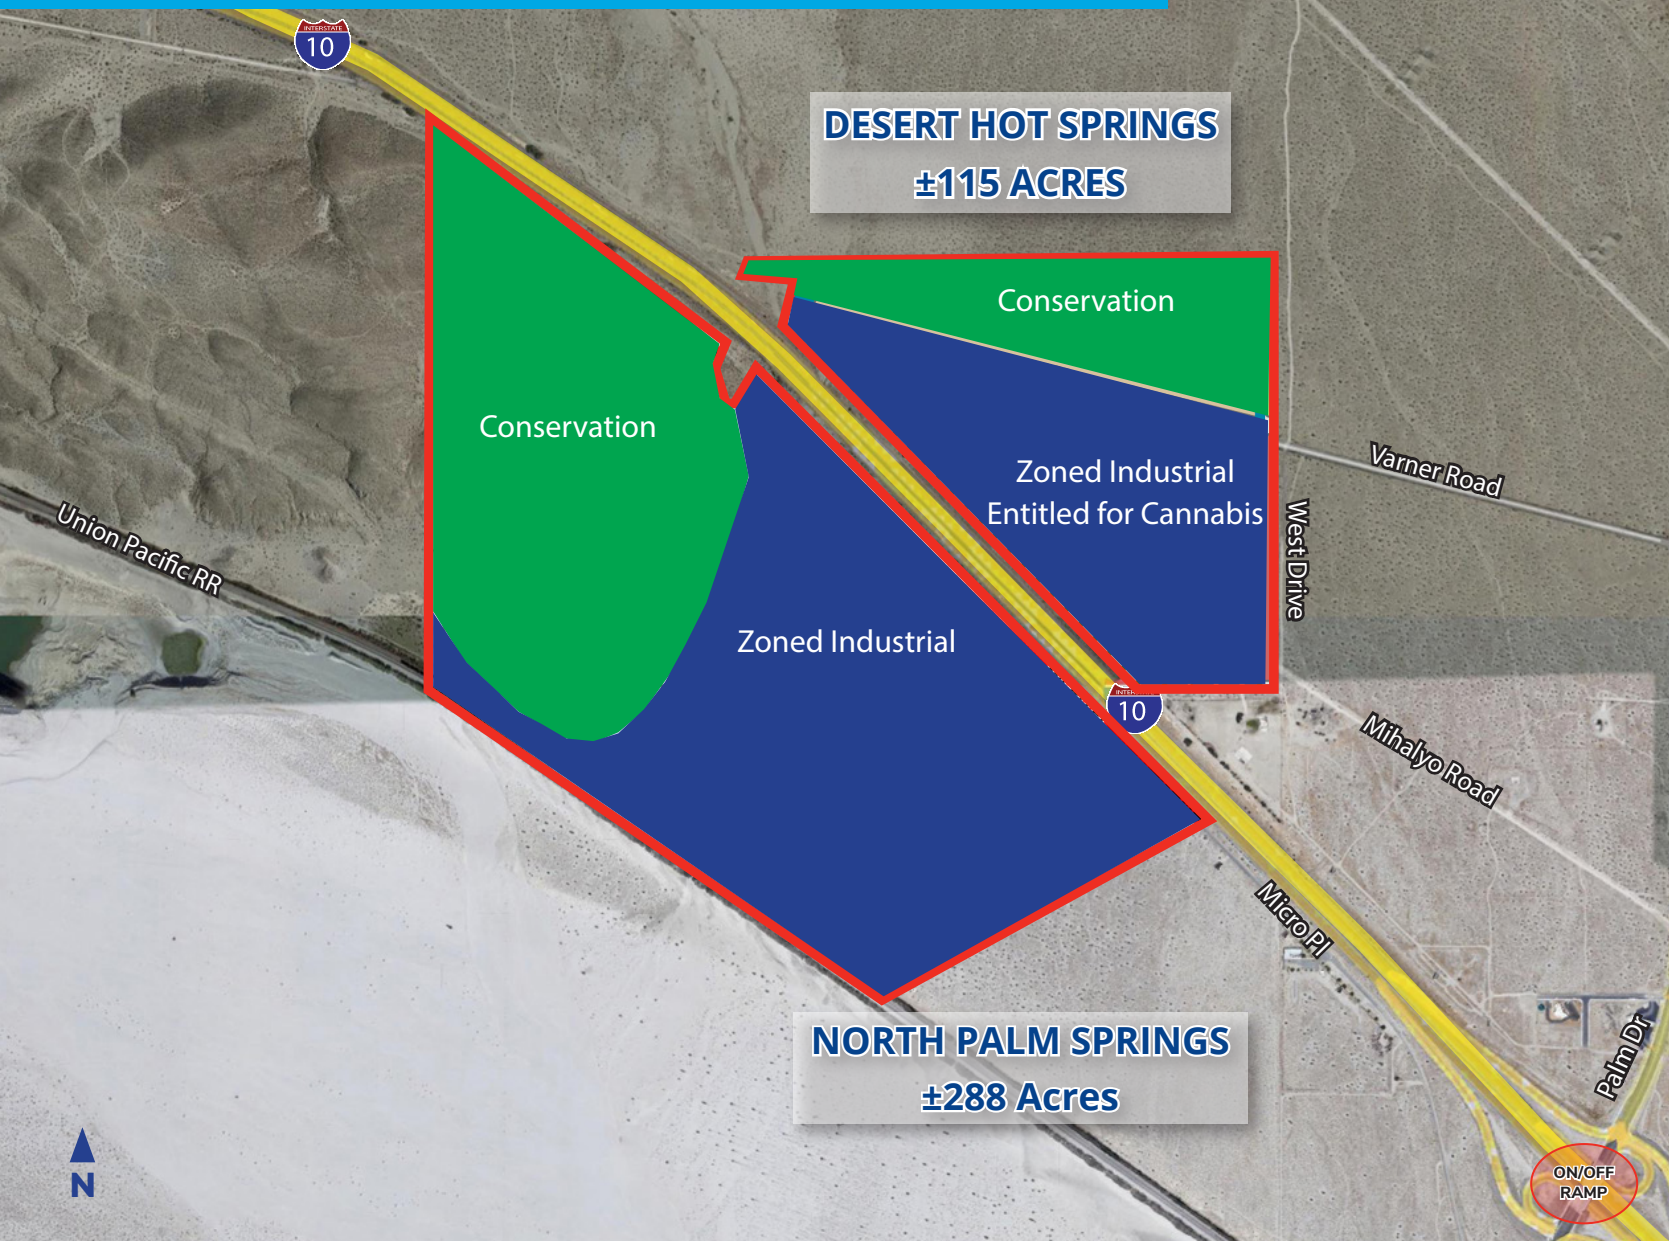 INTERSTATE
10
DESERT HOT SPRINGS
±115 ACRES
Conservation
Conservation
Zoned Industrial
Entitled for Cannabis
Varner Road
West Drive
Union Pacific RR
Zoned Industrial
10
Mihalyo Road
Micro Pl
NORTH PALM SPRINGS
±288 Acres
Palm Dr
N
ON/OFF
RAMP